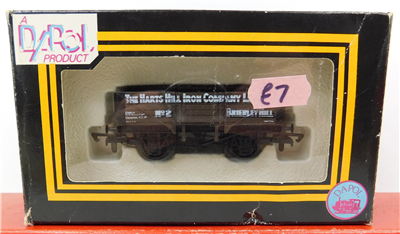 A
DAPOL
PRODUCT
THE HARTS HILL IRON COMPANY L
£7
No 2
BRIERLEY HILL
DAPOL